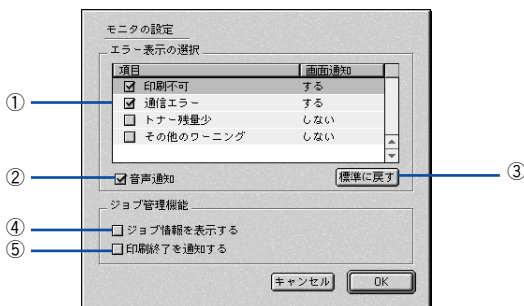 モニタの設定
エラー表示の選択
項目 画面通知
印刷不可 する
① 通信エラー する
トナー残量少 しない
その他のワーニング しない
② 音声通知 標準に戻す ③
ジョブ管理機能
④ ジョブ情報を表示する
⑤ 印刷終了を通知する
キャンセル OK